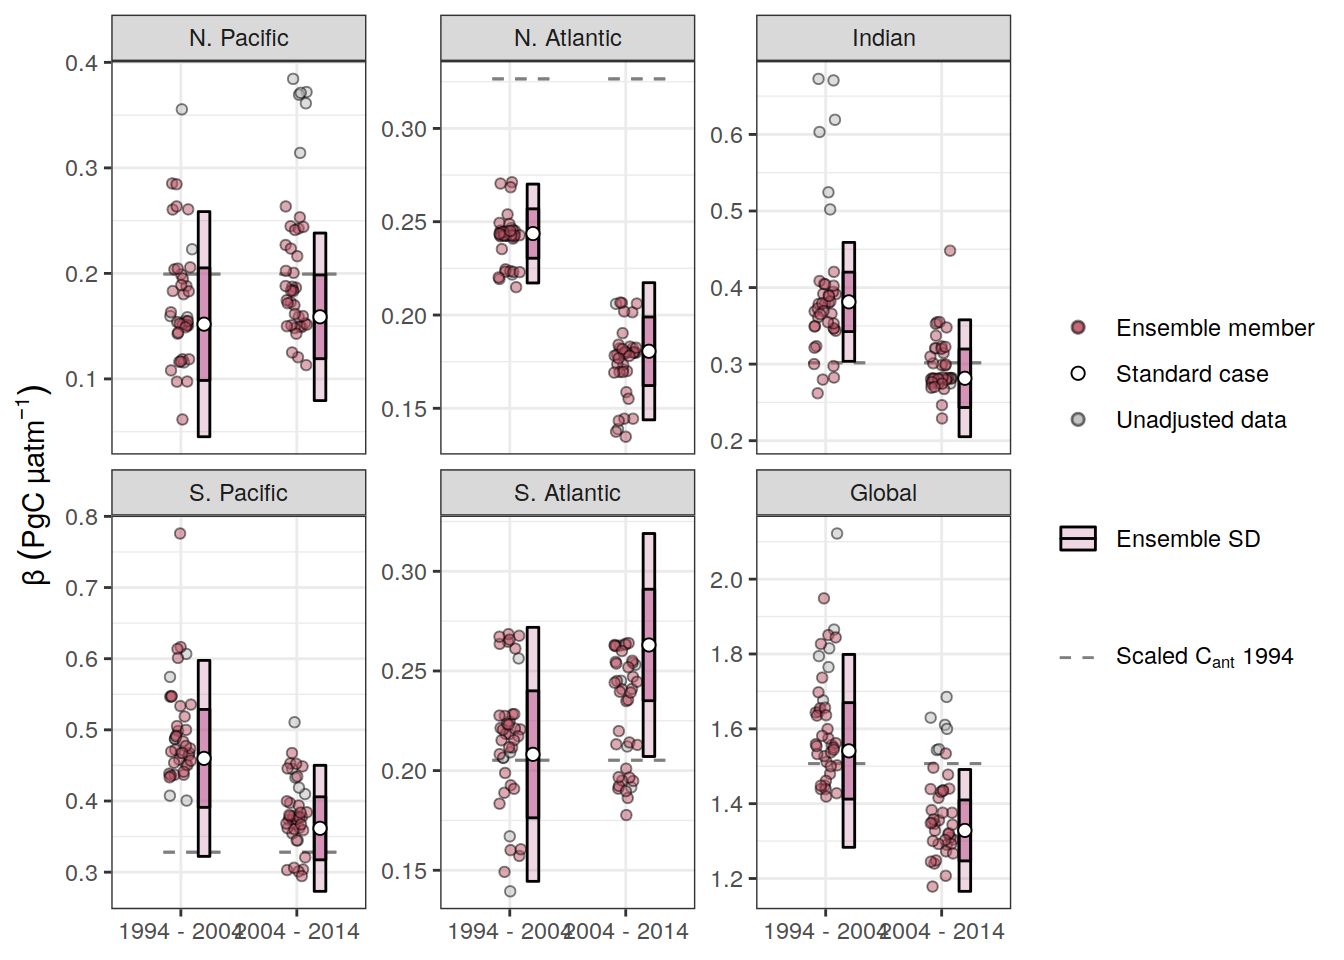 N. Pacific
N. Atlantic
Indian
0.4
0.3
0.2
0.1
0.30
0.25
0.20
0.15
0.6
0.5
0.4
0.3
0.2
β (PgC µatm⁻¹)
S. Pacific
S. Atlantic
Global
0.8
0.7
0.6
0.5
0.4
0.3
0.30
0.25
0.20
0.15
2.0
1.8
1.6
1.4
1.2
1994 - 2004
2004 - 2014
1994 - 2004
2004 - 2014
1994 - 2004
2004 - 2014
Ensemble member
Standard case
Unadjusted data
Ensemble SD
Scaled C_ant 1994